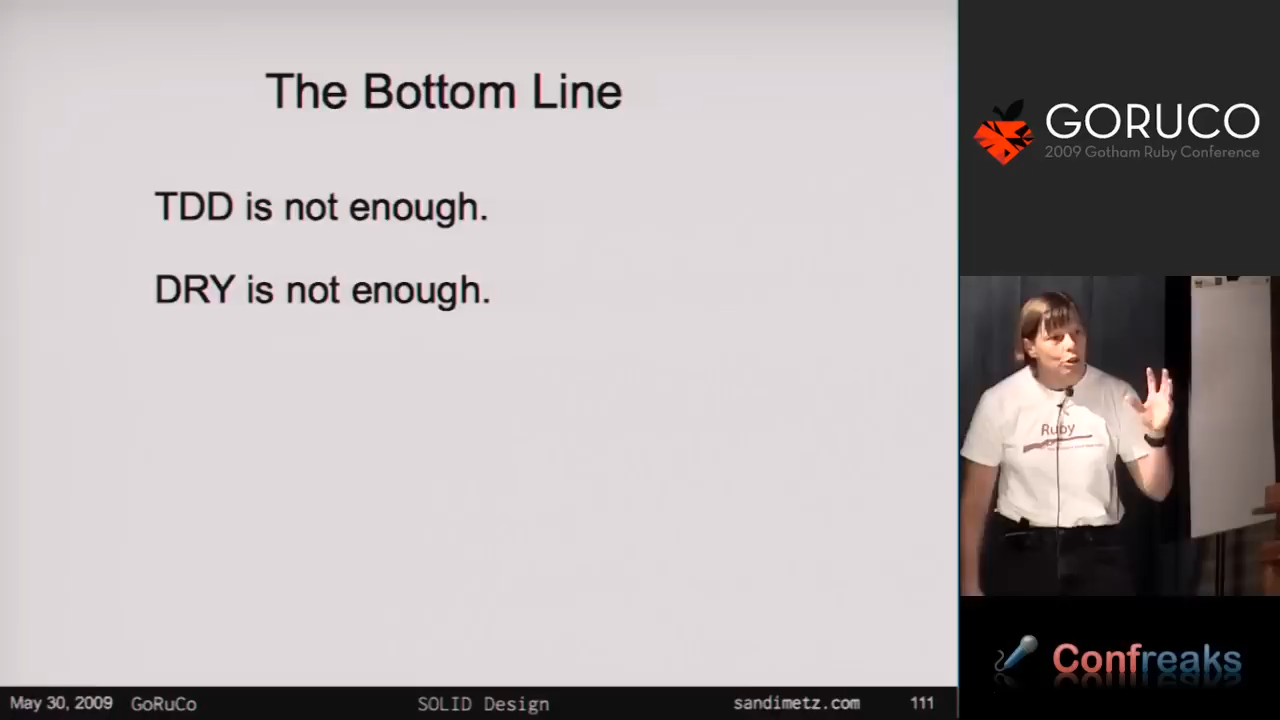 The Bottom Line
TDD is not enough.
DRY is not enough.
May 30, 2009 GoRuCo SOLID Design sandimetz.com 111
GORUCO
2009 Gotham Ruby Conference
Ruby
Confreaks